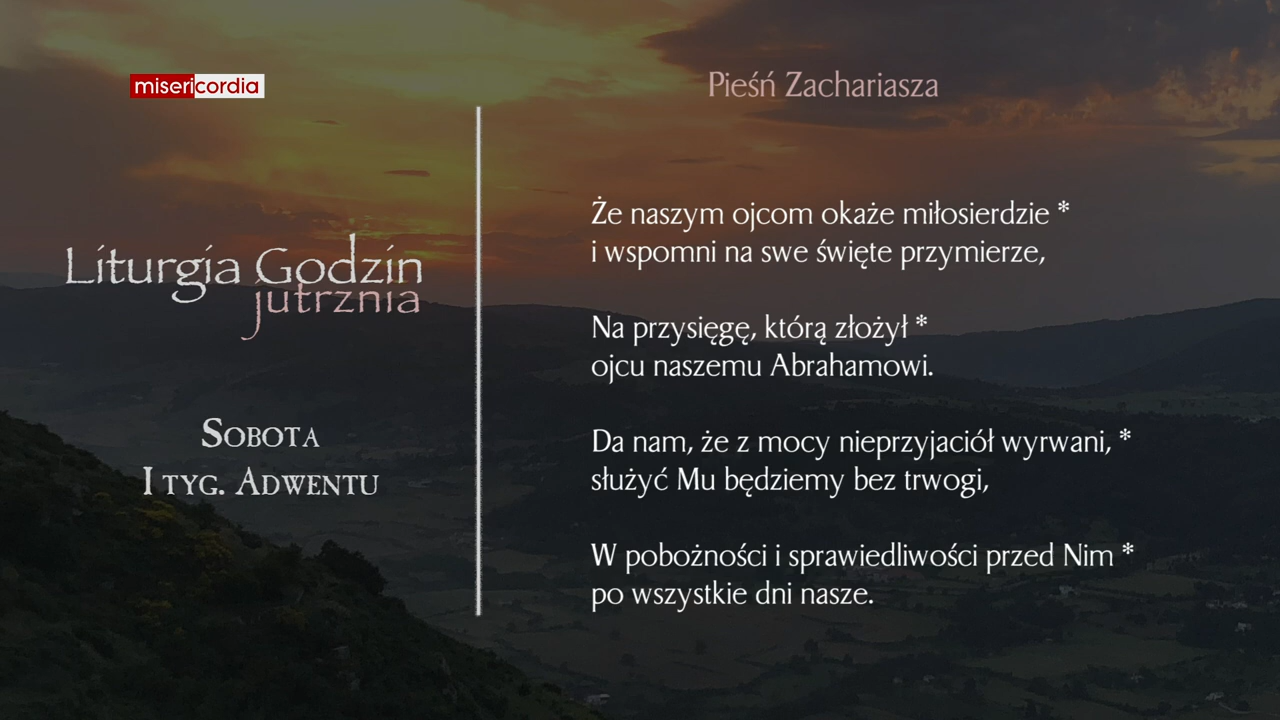 misericordia
Pieśń Zachariasza
Liturgia Godzin
jutrznia
Sobota
I tyg. Adwentu
Że naszym ojcom okaże miłosierdzie *
i wspomni na swe święte przymierze,
Na przysięgę, którą złożył *
ojcu naszemu Abrahamowi.
Da nam, że z mocy nieprzyjaciół wyrwani, *
służyć Mu będziemy bez trwogi,
W pobożności i sprawiedliwości przed Nim *
po wszystkie dni nasze.